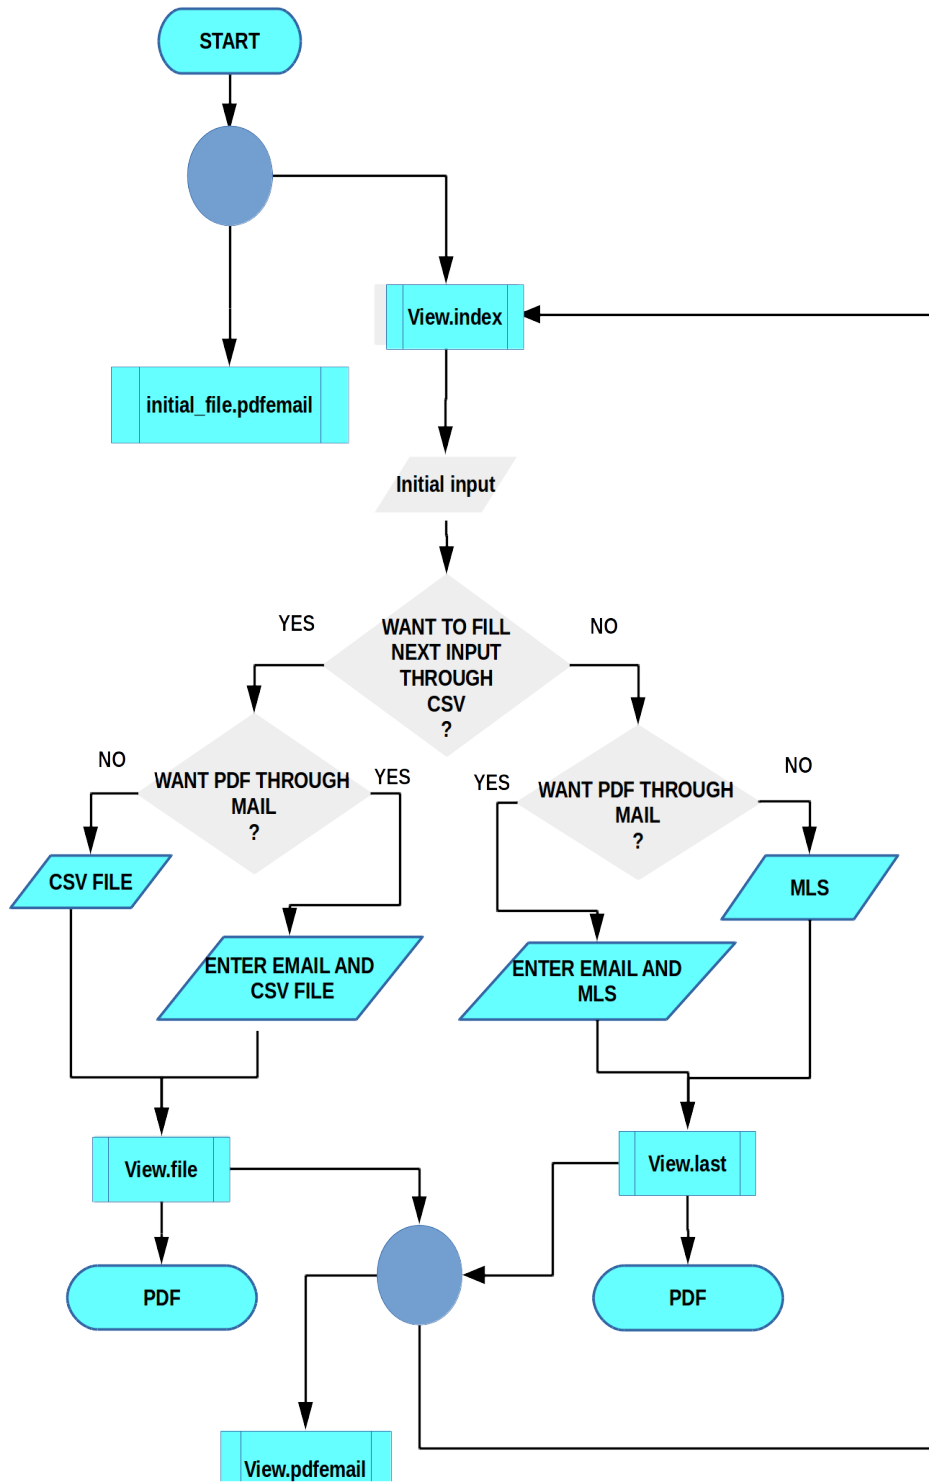 START
View.index
initial_file.pdfemail
Initial input
YES
NO
WANT TO FILL
NEXT INPUT
THROUGH
CSV
?
NO
WANT PDF THROUGH
MAIL
?
YES
YES
WANT PDF THROUGH
MAIL
?
NO
CSV FILE
MLS
ENTER EMAIL AND
CSV FILE
ENTER EMAIL AND
MLS
View.file
View.last
PDF
PDF
View.pdfemail